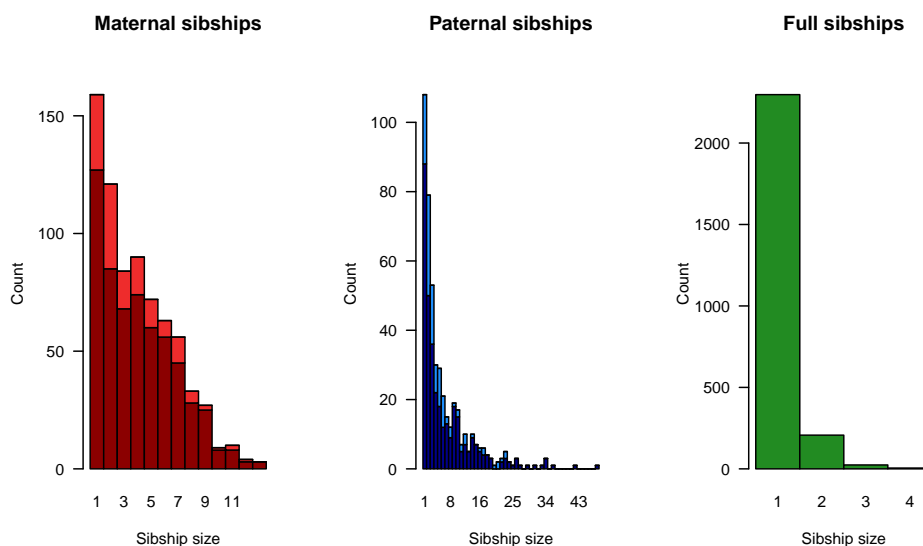 Maternal sibships
Count
150
100
50
0
1 3 5 7 9 11
Sibship size
Paternal sibships
Count
100
80
60
40
20
0
1 8 16 25 34 43
Sibship size
Full sibships
Count
2000
1500
1000
500
0
1 2 3 4
Sibship size